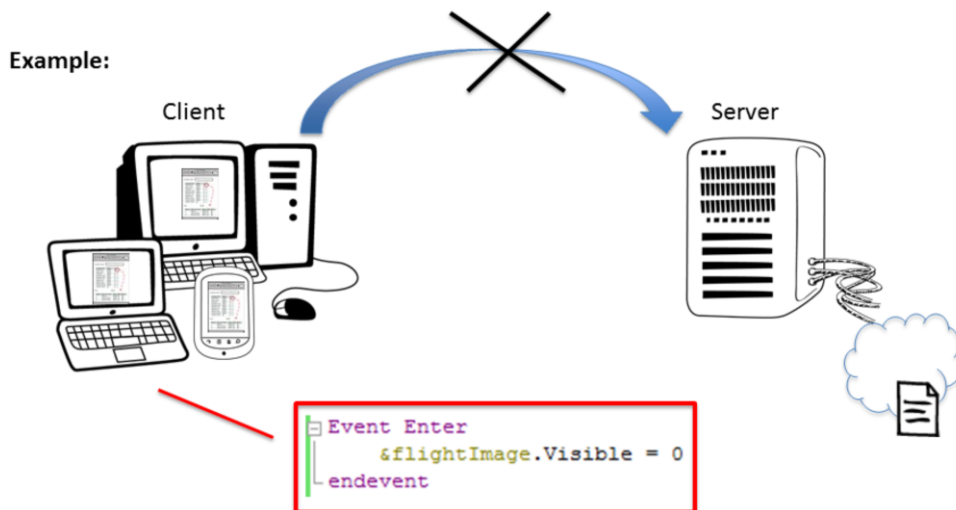 Example:
Client
Server
Event Enter
&flightImage.Visible = 0
endevent